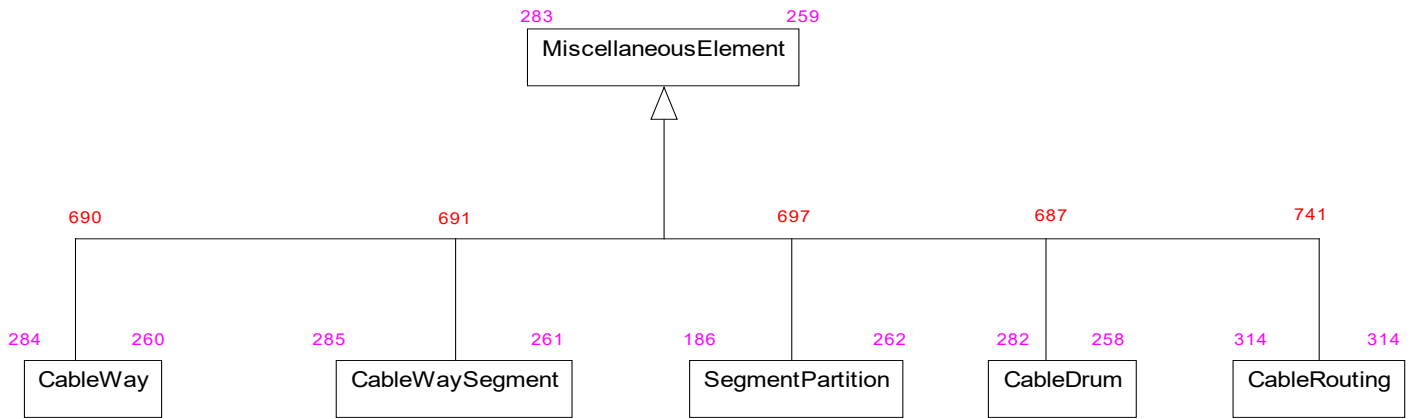 283 259
MiscellaneousElement
690 691 697 687 741
284 260 285 261 186 262 282 258 314 314
CableWay CableWaySegment SegmentPartition CableDrum CableRouting